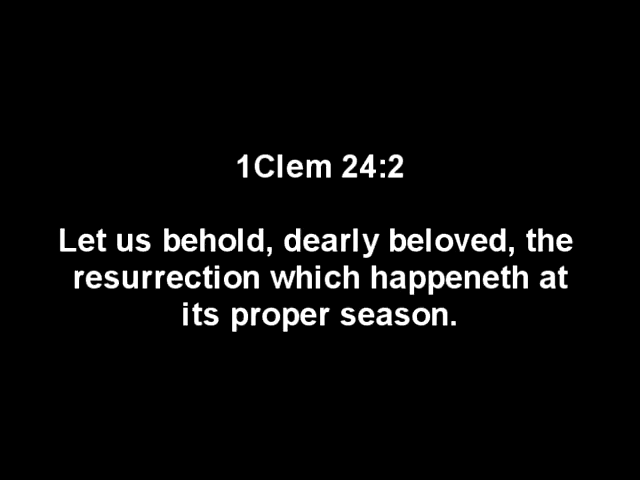 1Clem 24:2
Let us behold, dearly beloved, the
resurrection which happeneth at
its proper season.